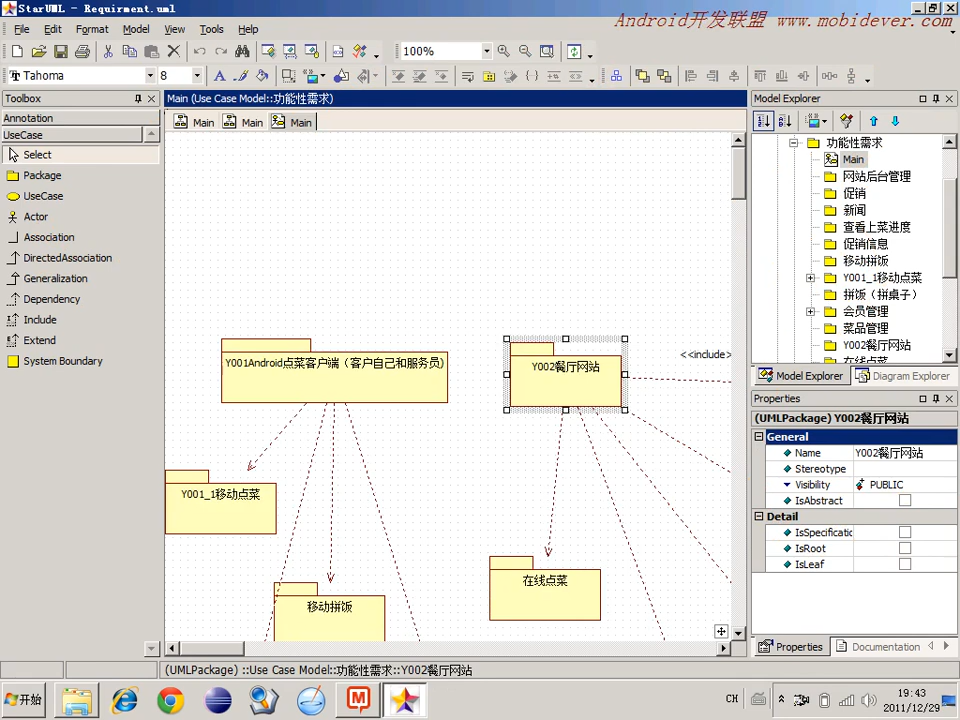 StarUML - Requirment.uml
Android开发联盟 www.mobidever.com
File Edit Format Model View Tools Help
100%
Tahoma 8
Toolbox
Main (Use Case Model::功能性需求)
Model Explorer
Annotation
UseCase
Main Main Main
Select
Package
UseCase
Actor
Association
DirectedAssociation
Generalization
Dependency
Include
Extend
System Boundary
Y001Android点菜客户端（客户自己和服务员)
Y002餐厅网站
<<include>
Y001_1移动点菜
移动拼饭
在线点菜
功能性需求
Main
网站后台管理
促销
新闻
查看上菜进度
促销信息
移动拼饭
Y001_1移动点菜
拼饭（拼桌子）
会员管理
菜品管理
Y002餐厅网站
在线点菜
Model Explorer Diagram Explorer
Properties
(UMLPackage) Y002餐厅网站
General
Name Y002餐厅网站
Stereotype
Visibility PUBLIC
IsAbstract
Detail
IsSpecificatic
IsRoot
IsLeaf
Properties Documentation
(UMLPackage) ::Use Case Model::功能性需求::Y002餐厅网站
开始
CH
19:43
2011/12/29